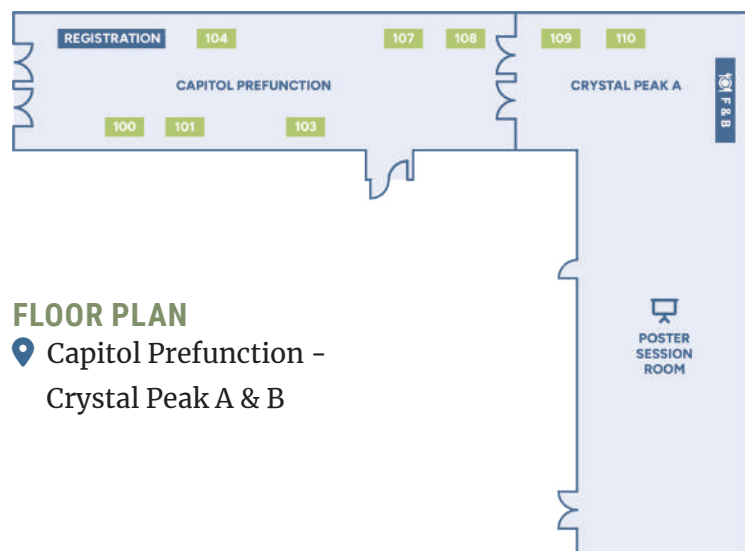 REGISTRATION
104
107
108
109
110
CAPITOL PREFUNCTION
CRYSTAL PEAK A
F & B
100
101
103
POSTER
SESSION
ROOM
FLOOR PLAN
Capitol Prefunction -
Crystal Peak A & B